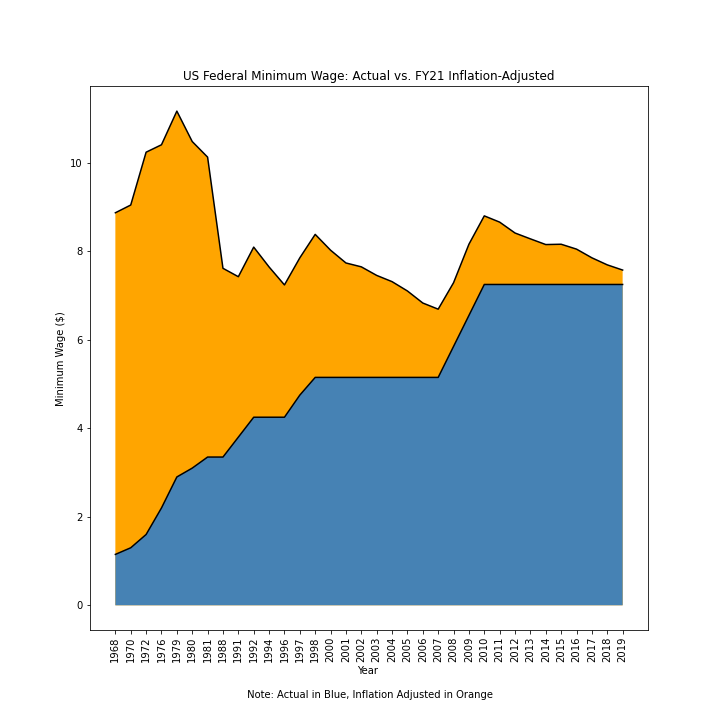 US Federal Minimum Wage: Actual vs. FY21 Inflation-Adjusted
10
8
6
4
2
0
Minimum Wage ($)
1968 1970 1972 1976 1979 1980 1981 1988 1991 1992 1994 1996 1997 1998 2000 2001 2002 2003 2004 2005 2006 2007 2008 2009 2010 2011 2012 2013 2014 2015 2016 2017 2018 2019
Year
Note: Actual in Blue, Inflation Adjusted in Orange